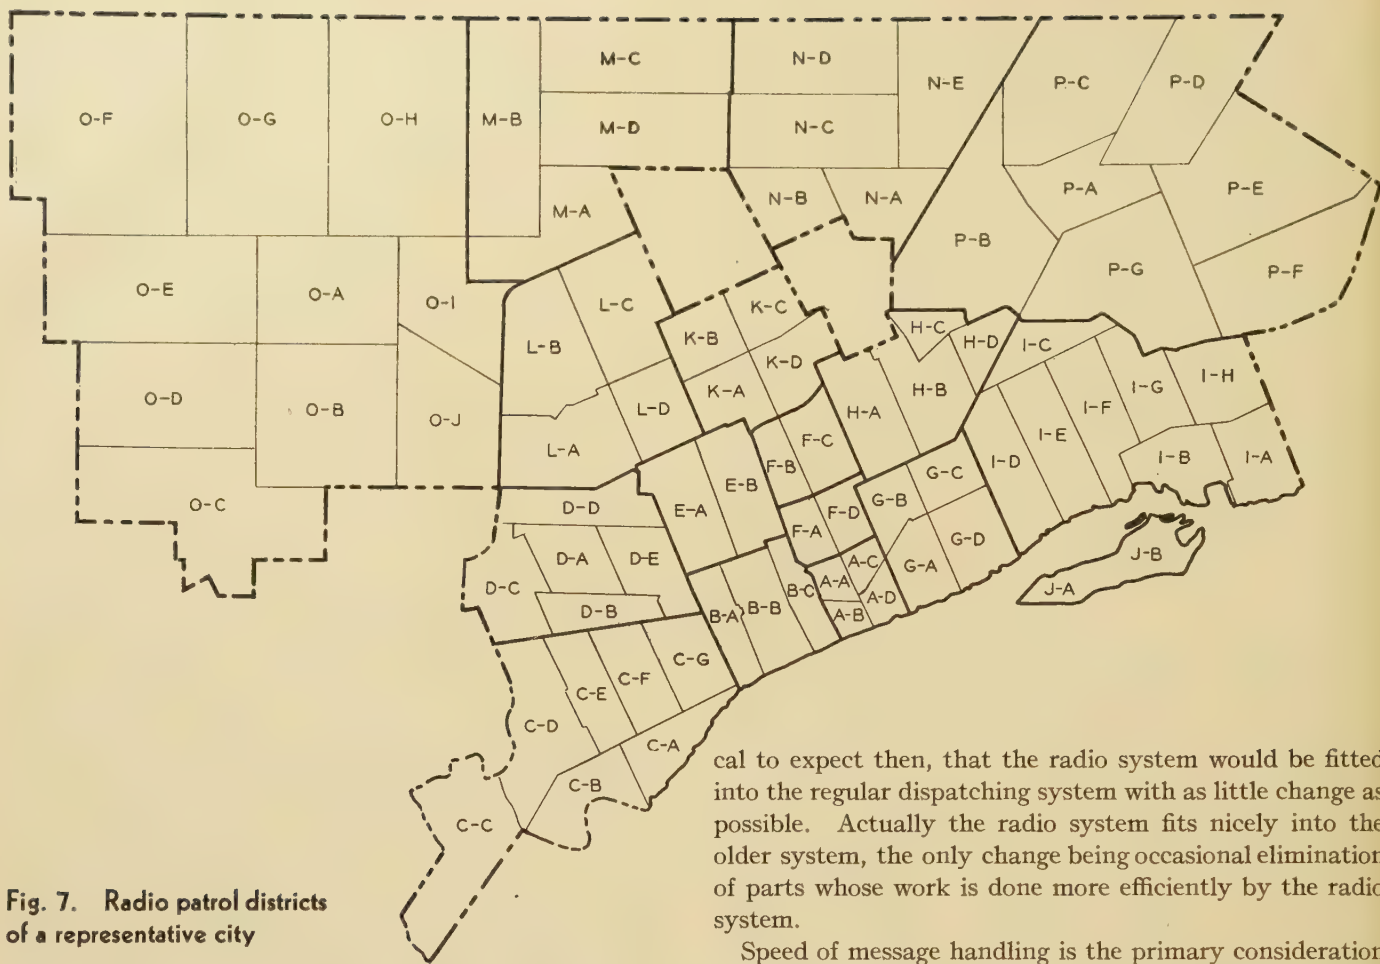 M-C
N-D
N-E
P-C
P-D
O-F
O-G
O-H
M-B
M-D
N-C
N-B
N-A
P-A
P-E
M-A
P-B
P-G
P-F
O-E
O-A
O-I
L-C
K-C
L-B
K-B
K-D
H-C
H-D
I-C
K-A
H-B
I-G
I-H
O-D
O-B
O-J
L-D
H-A
I-F
L-A
F-C
I-E
F-B
I-D
I-B
I-A
O-C
E-B
G-C
G-B
E-A
D-D
F-D
F-A
G-D
D-A
D-E
A-C
G-A
J-B
D-C
A-A
B-C
J-A
A-D
D-B
B-B
B-A
A-B
C-G
C-F
C-E
C-D
C-A
C-B
C-C
Fig. 7. Radio patrol districts
of a representative city
cal to expect then, that the radio system would be fitted
into the regular dispatching system with as little change as
possible. Actually the radio system fits nicely into the
older system, the only change being occasional elimination
of parts whose work is done more efficiently by the radio
system.
Speed of message handling is the primary consideration